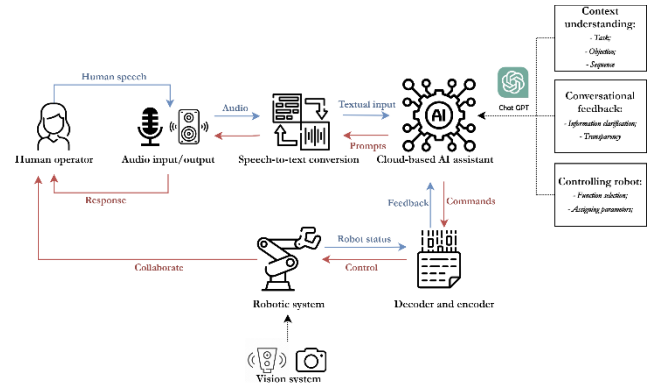 Context
understanding:
- Task;
- Objective;
- Sequence
Human speech
Chat GPT
Audio
Textual input
AI
Conversational
feedback:
- Information clarification;
- Transparency
Prompts
Human operator
Audio input/output
Speech-to-text conversion
Cloud-based AI assistant
Controlling robot:
- Function selection;
- Assigning parameters;
Response
Feedback
Commands
Robot status
Collaborate
Control
Robotic system
Decoder and encoder
Vision system